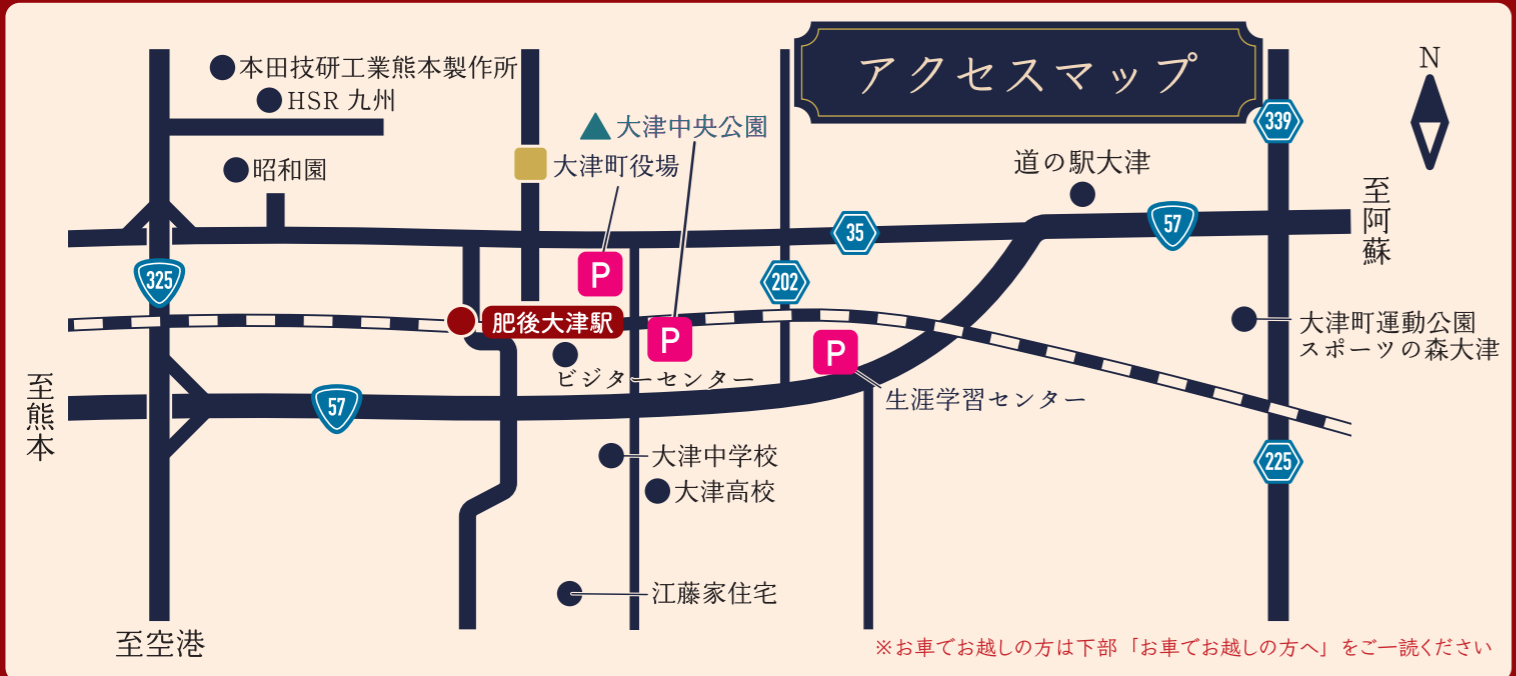 アクセスマップ
N
本田技研工業熊本製作所
HSR 九州
大津中央公園
339
道の駅大津
大津町役場
昭和園
至阿蘇
35
57
325
P
202
肥後大津駅
P
P
大津町運動公園
スポーツの森大津
ビジターセンター
至熊本
57
生涯学習センター
大津中学校
225
大津高校
江藤家住宅
至空港
※お車でお越しの方は下部「お車でお越しの方へ」をご一読ください